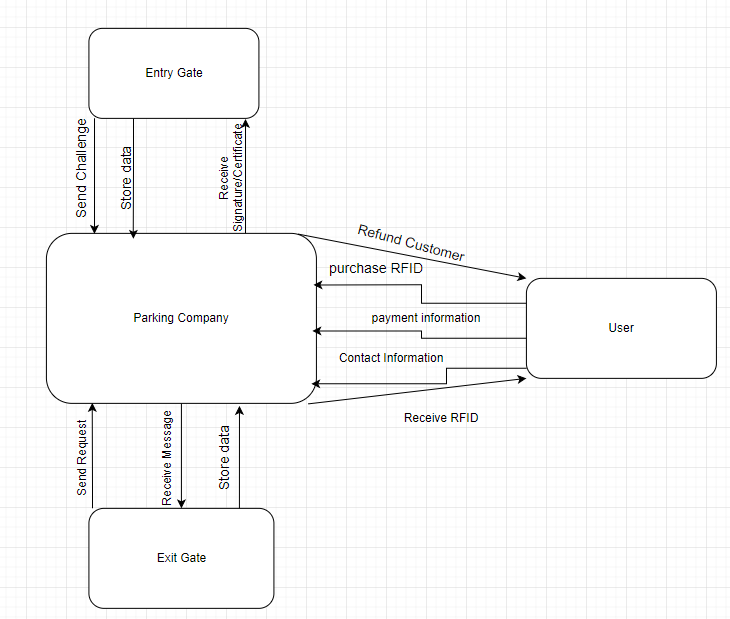 Entry Gate
Send Challenge
Store data
Receive
Signature/Certificate
Refund Customer
purchase RFID
Parking Company
payment information
User
Contact Information
Receive RFID
Send Request
Receive Message
Store data
Exit Gate